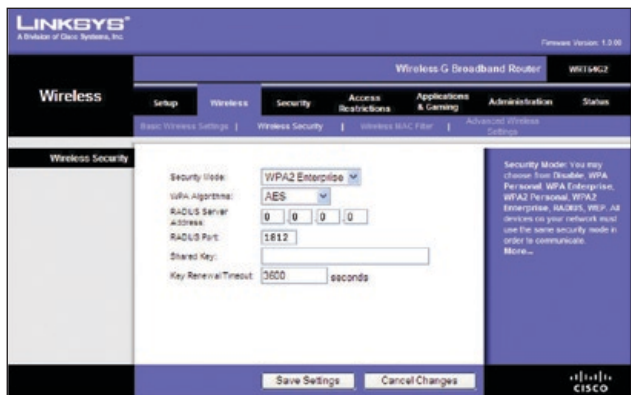 LINKSYS®
A Division of Cisco Systems, Inc.
Firmware Version: 1.0.00
Wireless-G Broadband Router WRT54G2
Wireless
Setup Wireless Security Access Restrictions Applications & Gaming Administration Status
Basic Wireless Settings | Wireless Security | Wireless MAC Filter | Advanced Wireless Settings
Wireless Security
Security Mode: WPA2 Enterprise
WPA Algorithms: AES
RADIUS Server Address: 0 . 0 . 0 . 0
RADIUS Port: 1812
Shared Key:
Key Renewal Timeout: 3600 seconds
Security Mode: You may
choose from Disable, WPA
Personal, WPA Enterprise,
WPA2 Personal, WPA2
Enterprise, RADIUS, WEP. All
devices on your network must
use the same security mode in
order to communicate.
More...
Save Settings Cancel Changes
CISCO